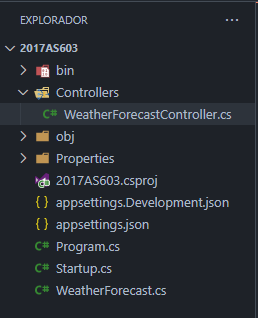 EXPLORADOR
2017AS603
bin
Controllers
C# WeatherForecastController.cs
obj
Properties
2017AS603.csproj
{ } appsettings.Development.json
{ } appsettings.json
C# Program.cs
C# Startup.cs
C# WeatherForecast.cs